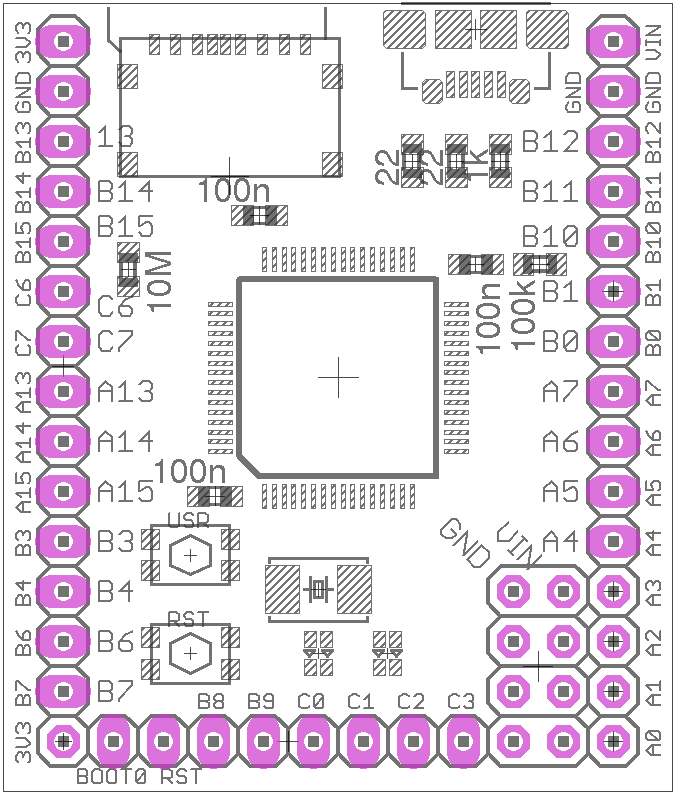 3V3 VIN
GND GND GND
B13 13 22 22 1K B12 B12
B14 B14 100n B11 B11
B15 B15 B10 B10
C6 C6 10M 100n 100k B1 B1
C7 C7 B0 B0
A13 A13 A7 A7
A14 A14 A6 A6
A15 A15 100n A5 A5
B3 B3 USR GND VIN A4 A4
B4 B4 A3
B6 B6 RST A2
B7 B7 B8 B9 C0 C1 C2 C3 A1
3V3 A0
BOOT0 RST